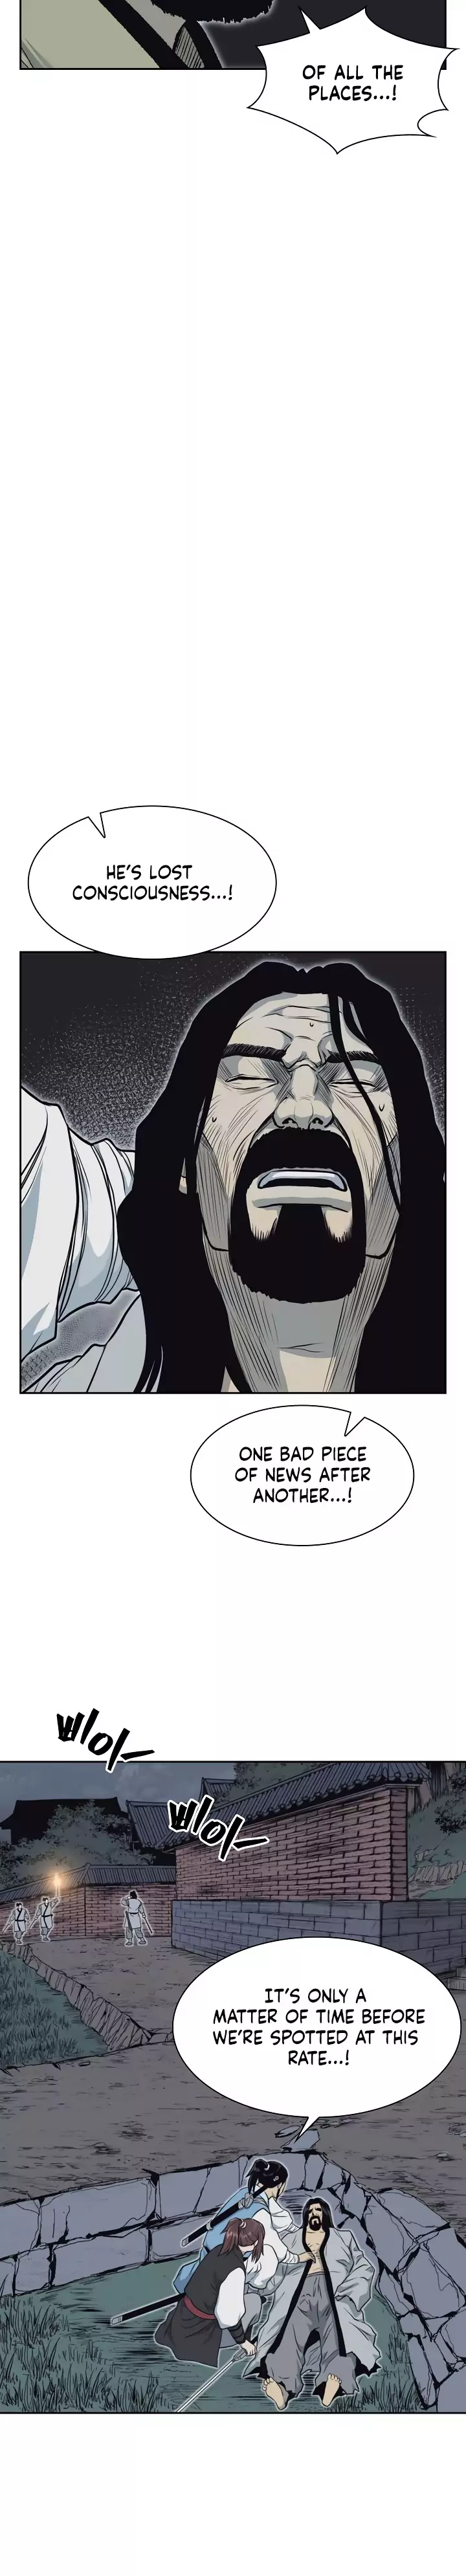 OF ALL THE
PLACES...!
HE'S LOST
CONSCIOUSNESS...!
ONE BAD PIECE
OF NEWS AFTER
ANOTHER...!
삐이
삐이
IT'S ONLY A
MATTER OF TIME BEFORE
WE'RE SPOTTED AT THIS
RATE...!